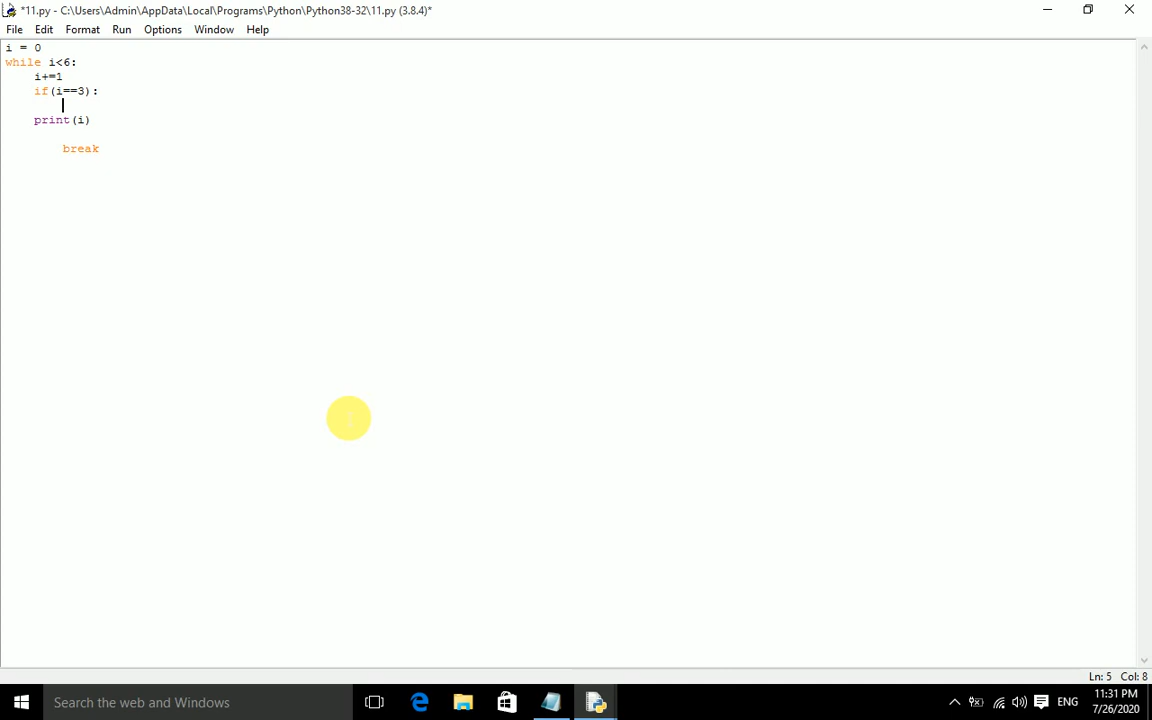 *11.py - C:\Users\Admin\AppData\Local\Programs\Python\Python38-32\11.py (3.8.4)*
File Edit Format Run Options Window Help
i = 0
while i<6:
    i+=1
    if(i==3):
    print(i)
        break
Ln: 5 Col: 8
Search the web and Windows
ENG
11:31 PM
7/26/2020